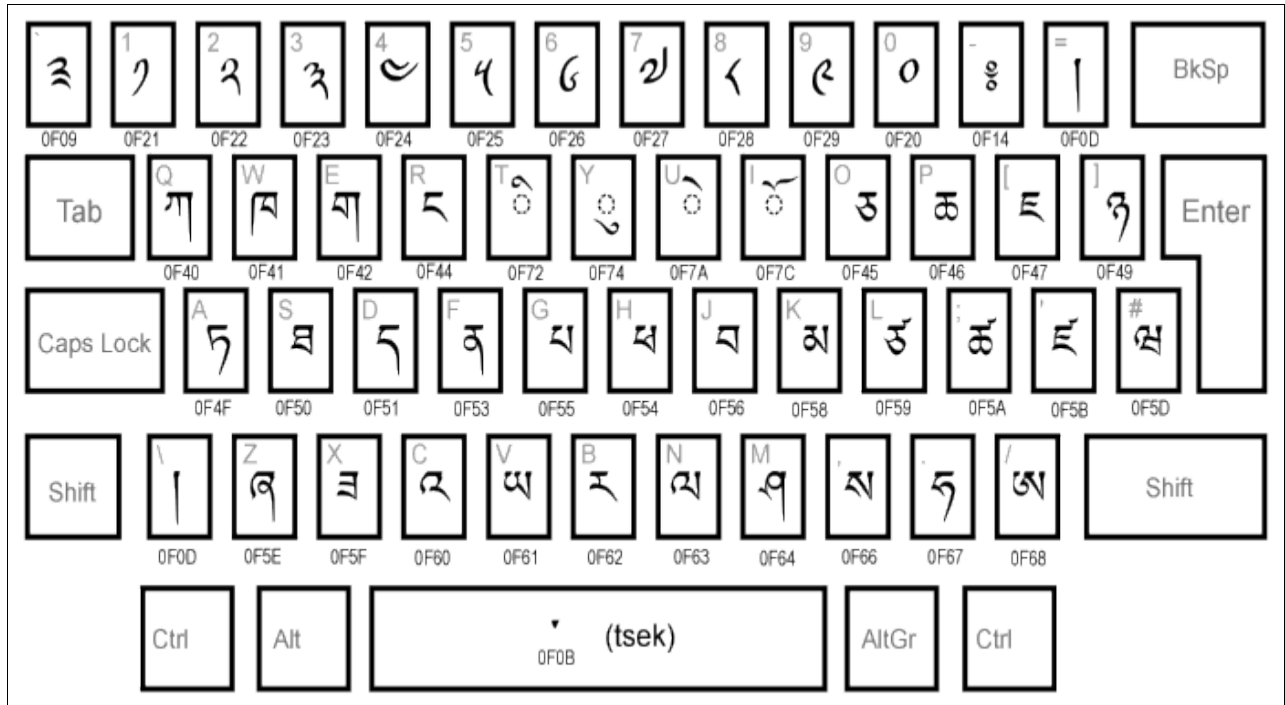 ` 1 2 3 4 5 6 7 8 9 0 - =
༉ ༡ ༢ ༣ ༤ ༥ ༦ ༧ ༨ ༩ ༠ ༔ ། BkSp
0F09 0F21 0F22 0F23 0F24 0F25 0F26 0F27 0F28 0F29 0F20 0F14 0F0D
Q W E R T Y U I O P [ ]
Tab ཀ ཁ ག ང ◌ི ◌ུ ◌ེ ◌ོ ཅ ཆ ཇ ཉ Enter
0F40 0F41 0F42 0F44 0F72 0F74 0F7A 0F7C 0F45 0F46 0F47 0F49
A S D F G H J K L ; ' #
Caps Lock ཏ ཐ ད ན པ ཕ བ མ ཙ ཚ ཛ ཝ
0F4F 0F50 0F51 0F53 0F55 0F54 0F56 0F58 0F59 0F5A 0F5B 0F5D
\ Z X C V B N M , . /
Shift ། ཞ ཟ འ ཡ ར ལ ཤ ས ཧ ཨ Shift
0F0D 0F5E 0F5F 0F60 0F61 0F62 0F63 0F64 0F66 0F67 0F68
Ctrl Alt ་ (tsek) AltGr Ctrl
0F0B